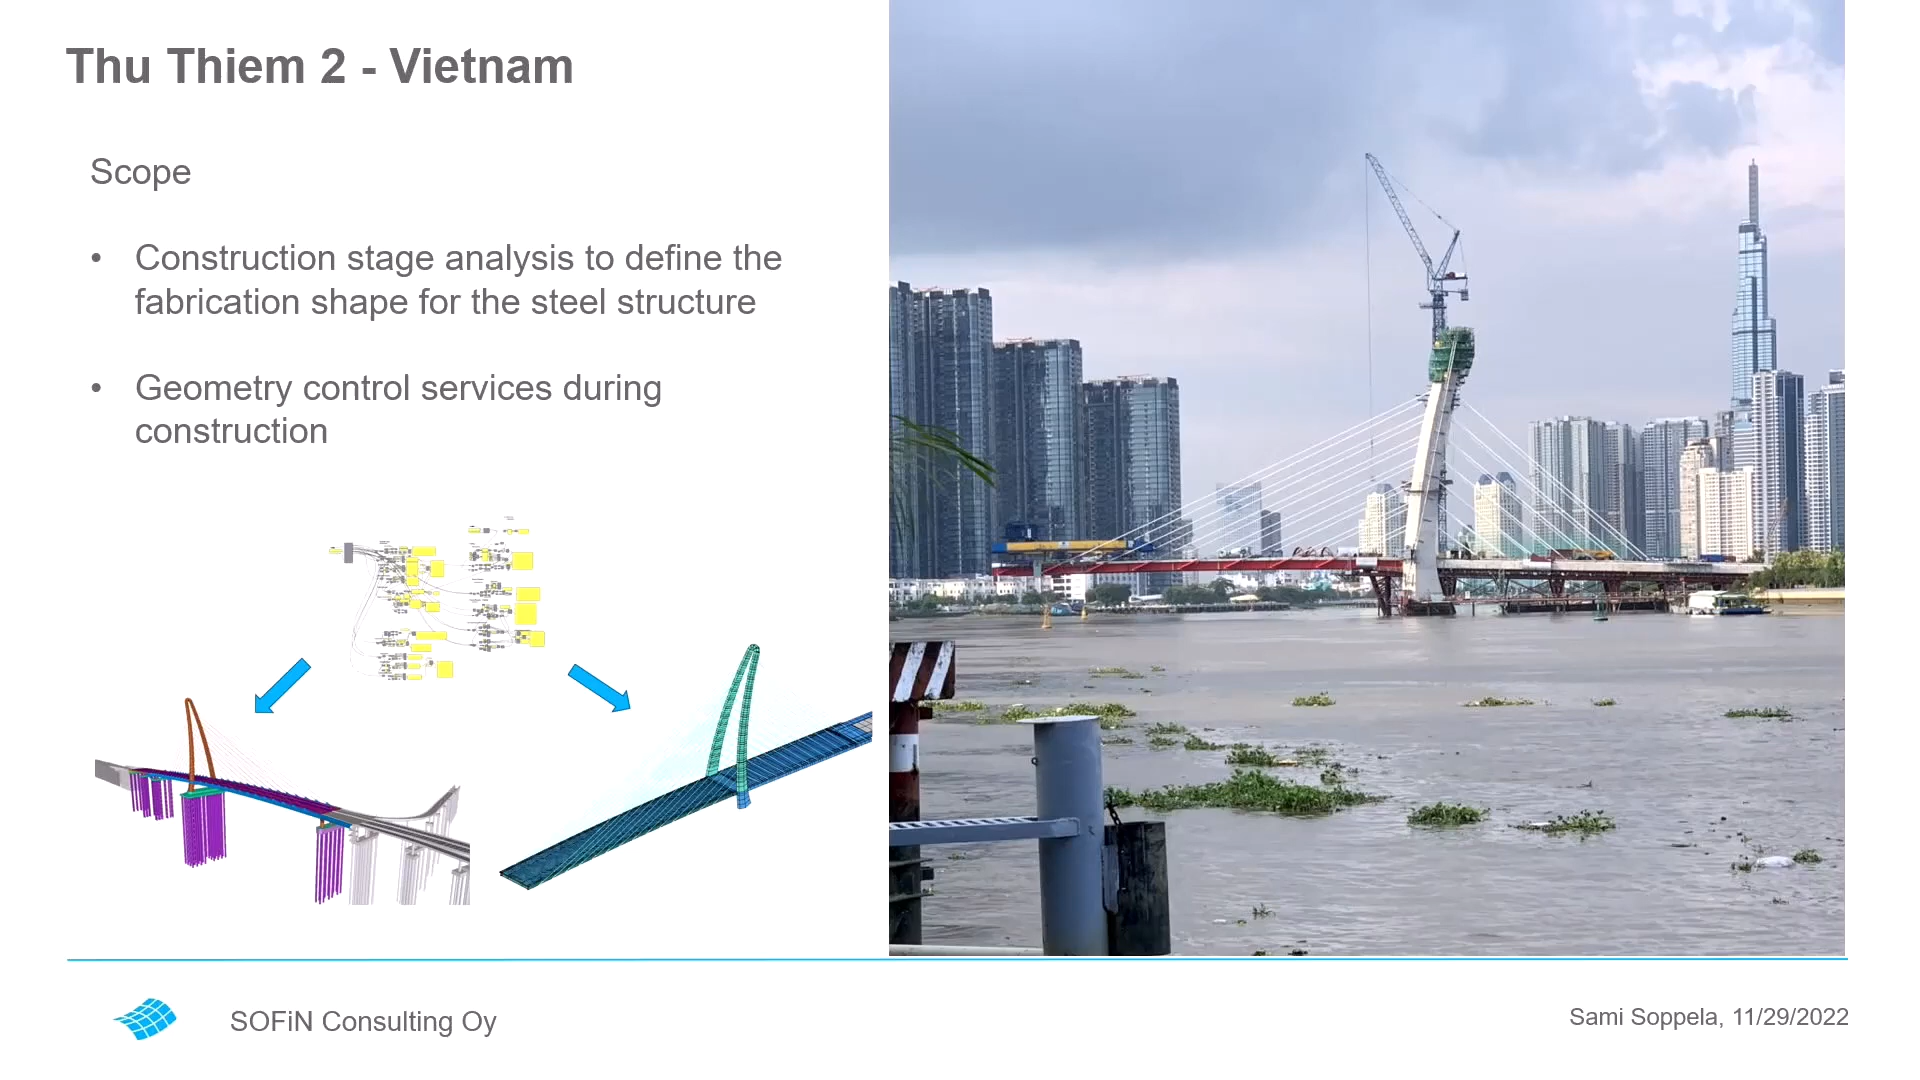 Thu Thiem 2 - Vietnam
Scope
• Construction stage analysis to define the
fabrication shape for the steel structure
• Geometry control services during
construction
SOFiN Consulting Oy
Sami Soppela, 11/29/2022